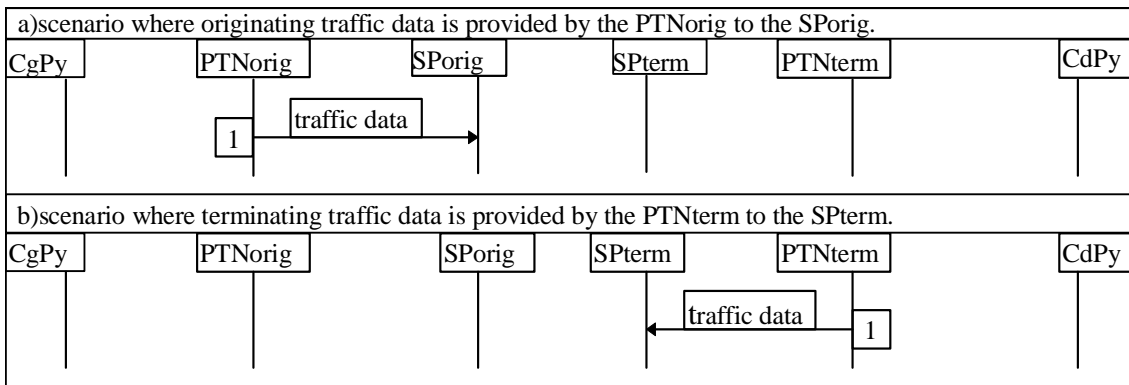 a)scenario where originating traffic data is provided by the PTNorig to the SPorig.
CgPy PTNorig SPorig SPterm PTNterm CdPy
traffic data
1
b)scenario where terminating traffic data is provided by the PTNterm to the SPterm.
CgPy PTNorig SPorig SPterm PTNterm CdPy
traffic data
1